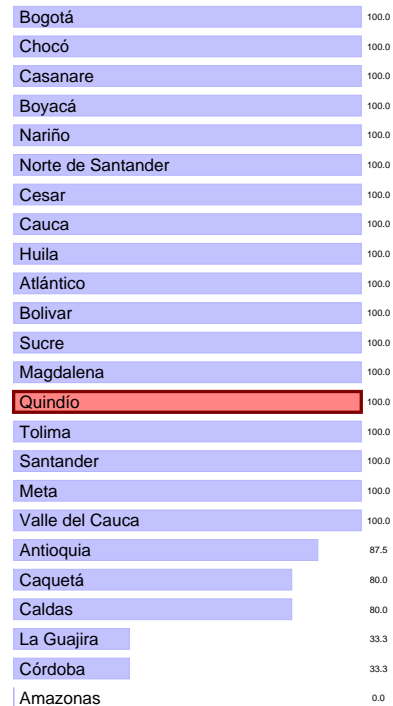 Bogotá 100.0
Chocó 100.0
Casanare 100.0
Boyacá 100.0
Nariño 100.0
Norte de Santander 100.0
Cesar 100.0
Cauca 100.0
Huila 100.0
Atlántico 100.0
Bolivar 100.0
Sucre 100.0
Magdalena 100.0
Quindío 100.0
Tolima 100.0
Santander 100.0
Meta 100.0
Valle del Cauca 100.0
Antioquia 87.5
Caquetá 80.0
Caldas 80.0
La Guajira 33.3
Córdoba 33.3
Amazonas 0.0